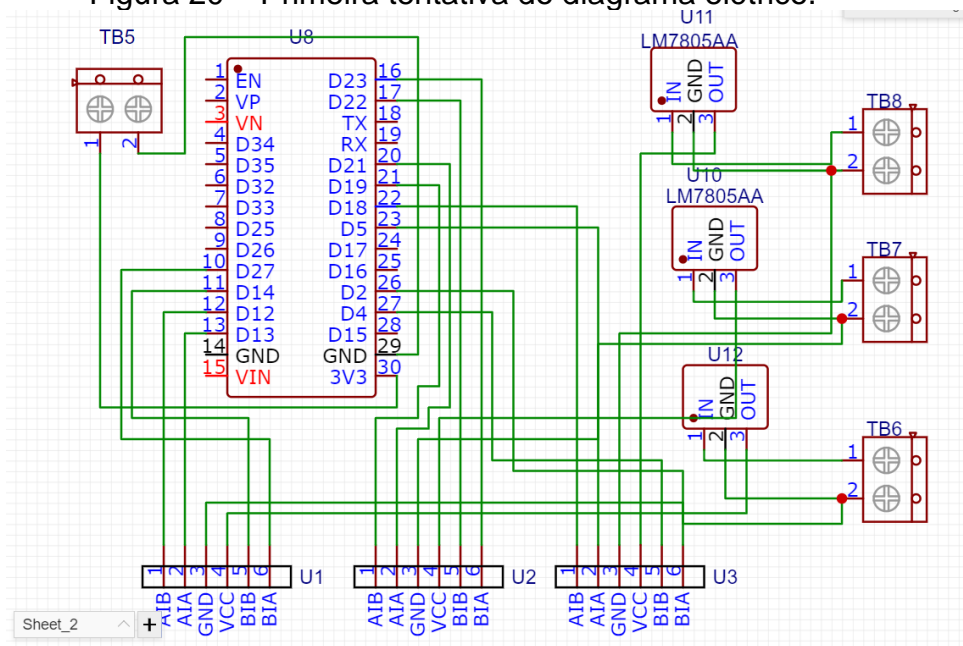 Figura 20 – Primeira tentativa do diagrama elétrico.
TB5
U8
U11
LM7805AA
1 EN
2 VP
3 VN
4 D34
5 D35
6 D32
7 D33
8 D25
9 D26
10 D27
11 D14
12 D12
13 D13
14 GND
15 VIN
D23 16
D22 17
TX 18
RX 19
D21 20
D19 21
D18 22
D5 23
D17 24
D16 25
D2 26
D4 27
D15 28
GND 29
3V3 30
1 2
IN GND OUT
1 2 3
TB8
1
2
U10
LM7805AA
IN GND OUT
1 2 3
TB7
1
2
U12
IN GND OUT
1 2 3
TB6
1
2
1 2 3 4 5 6
U1
AIB AIA GND VCC BIB BIA
1 2 3 4 5 6
U2
AIB AIA GND VCC BIB BIA
1 2 3 4 5 6
U3
AIB AIA GND VCC BIB BIA
Sheet_2